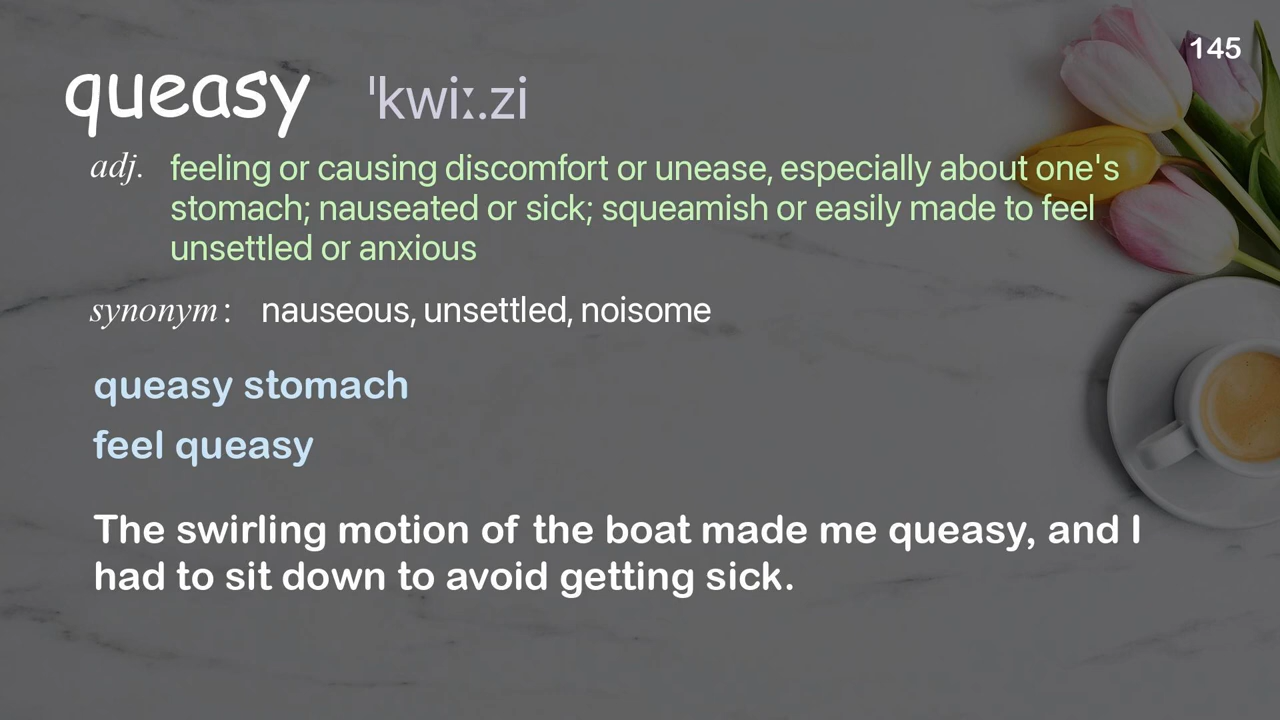 145
queasy ˈkwiː.zi
adj. feeling or causing discomfort or unease, especially about one's
stomach; nauseated or sick; squeamish or easily made to feel
unsettled or anxious
synonym: nauseous, unsettled, noisome
queasy stomach
feel queasy
The swirling motion of the boat made me queasy, and I
had to sit down to avoid getting sick.